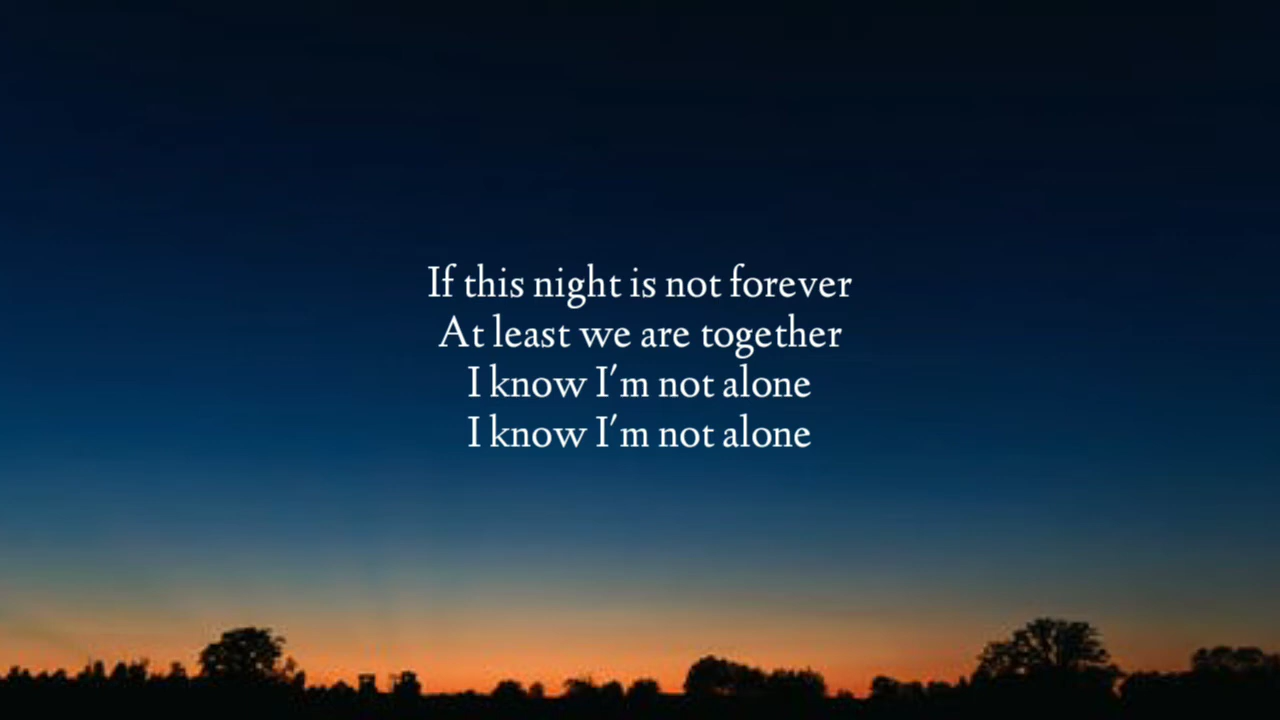 If this night is not forever
At least we are together
I know I'm not alone
I know I'm not alone